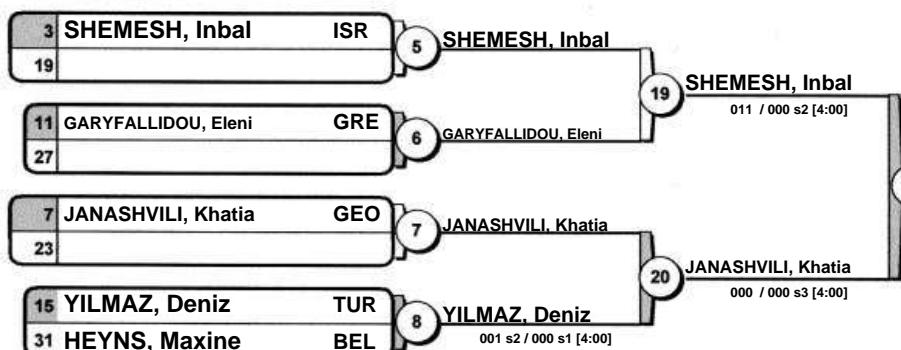 3 SHEMESH, Inbal ISR
19
5
SHEMESH, Inbal
11 GARYFALLIDOU, Eleni GRE
27
6
GARYFALLIDOU, Eleni
19
SHEMESH, Inbal
011 / 000 s2 [4:00]
7 JANASHVILI, Khatia GEO
23
7
JANASHVILI, Khatia
15 YILMAZ, Deniz TUR
31 HEYNS, Maxine BEL
8
YILMAZ, Deniz
001 s2 / 000 s1 [4:00]
20
JANASHVILI, Khatia
000 / 000 s3 [4:00]